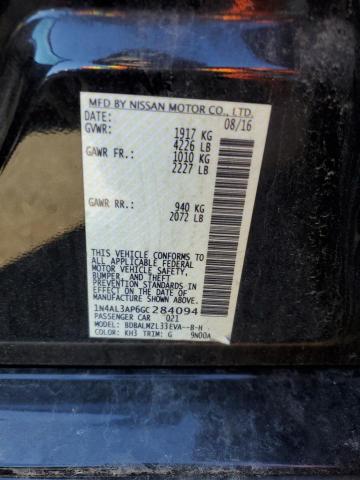 MFD BY NISSAN MOTOR CO., LTD.
DATE: 08/16
GVWR: 1917 KG
4226 LB
GAWR FR.: 1010 KG
2227 LB
GAWR RR.: 940 KG
2072 LB
THIS VEHICLE CONFORMS TO
ALL APPLICABLE FEDERAL
MOTOR VEHICLE SAFETY,
BUMPER, AND THEFT
PREVENTION STANDARDS IN
EFFECT ON THE DATE OF
MANUFACTURE SHOWN ABOVE.
1N4AL3AP6GC284094
PASSENGER CAR 021
MODEL: BDBALMZL33EVA--B-H
COLOR: KH3 TRIM: G 9N00A